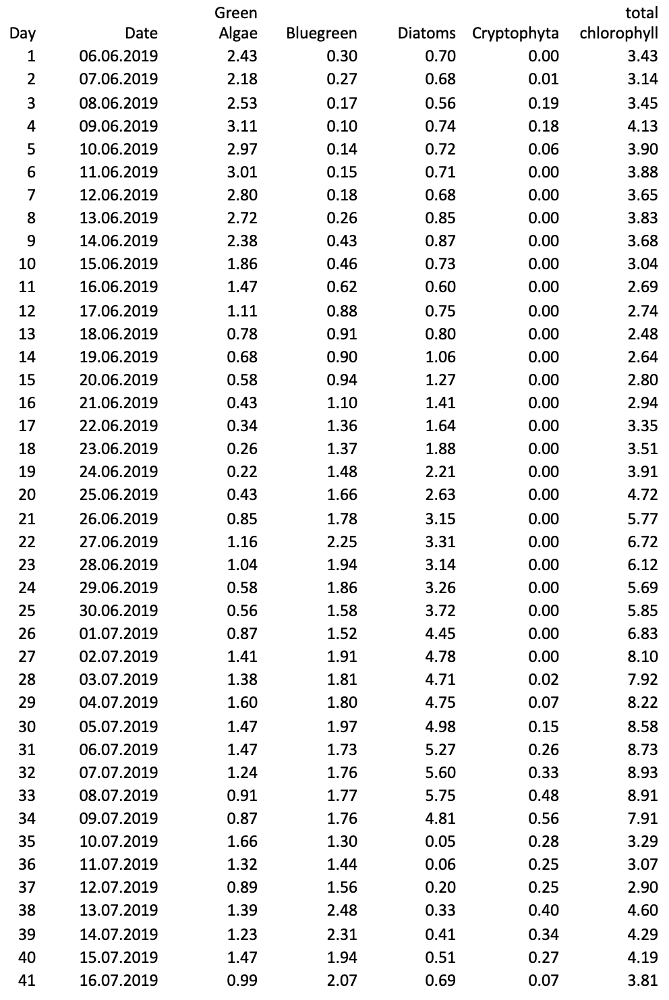 Green total
Day Date Algae Bluegreen Diatoms Cryptophyta chlorophyll
1 06.06.2019 2.43 0.30 0.70 0.00 3.43
2 07.06.2019 2.18 0.27 0.68 0.01 3.14
3 08.06.2019 2.53 0.17 0.56 0.19 3.45
4 09.06.2019 3.11 0.10 0.74 0.18 4.13
5 10.06.2019 2.97 0.14 0.72 0.06 3.90
6 11.06.2019 3.01 0.15 0.71 0.00 3.88
7 12.06.2019 2.80 0.18 0.68 0.00 3.65
8 13.06.2019 2.72 0.26 0.85 0.00 3.83
9 14.06.2019 2.38 0.43 0.87 0.00 3.68
10 15.06.2019 1.86 0.46 0.73 0.00 3.04
11 16.06.2019 1.47 0.62 0.60 0.00 2.69
12 17.06.2019 1.11 0.88 0.75 0.00 2.74
13 18.06.2019 0.78 0.91 0.80 0.00 2.48
14 19.06.2019 0.68 0.90 1.06 0.00 2.64
15 20.06.2019 0.58 0.94 1.27 0.00 2.80
16 21.06.2019 0.43 1.10 1.41 0.00 2.94
17 22.06.2019 0.34 1.36 1.64 0.00 3.35
18 23.06.2019 0.26 1.37 1.88 0.00 3.51
19 24.06.2019 0.22 1.48 2.21 0.00 3.91
20 25.06.2019 0.43 1.66 2.63 0.00 4.72
21 26.06.2019 0.85 1.78 3.15 0.00 5.77
22 27.06.2019 1.16 2.25 3.31 0.00 6.72
23 28.06.2019 1.04 1.94 3.14 0.00 6.12
24 29.06.2019 0.58 1.86 3.26 0.00 5.69
25 30.06.2019 0.56 1.58 3.72 0.00 5.85
26 01.07.2019 0.87 1.52 4.45 0.00 6.83
27 02.07.2019 1.41 1.91 4.78 0.00 8.10
28 03.07.2019 1.38 1.81 4.71 0.02 7.92
29 04.07.2019 1.60 1.80 4.75 0.07 8.22
30 05.07.2019 1.47 1.97 4.98 0.15 8.58
31 06.07.2019 1.47 1.73 5.27 0.26 8.73
32 07.07.2019 1.24 1.76 5.60 0.33 8.93
33 08.07.2019 0.91 1.77 5.75 0.48 8.91
34 09.07.2019 0.87 1.76 4.81 0.56 7.91
35 10.07.2019 1.66 1.30 0.05 0.28 3.29
36 11.07.2019 1.32 1.44 0.06 0.25 3.07
37 12.07.2019 0.89 1.56 0.20 0.25 2.90
38 13.07.2019 1.39 2.48 0.33 0.40 4.60
39 14.07.2019 1.23 2.31 0.41 0.34 4.29
40 15.07.2019 1.47 1.94 0.51 0.27 4.19
41 16.07.2019 0.99 2.07 0.69 0.07 3.81